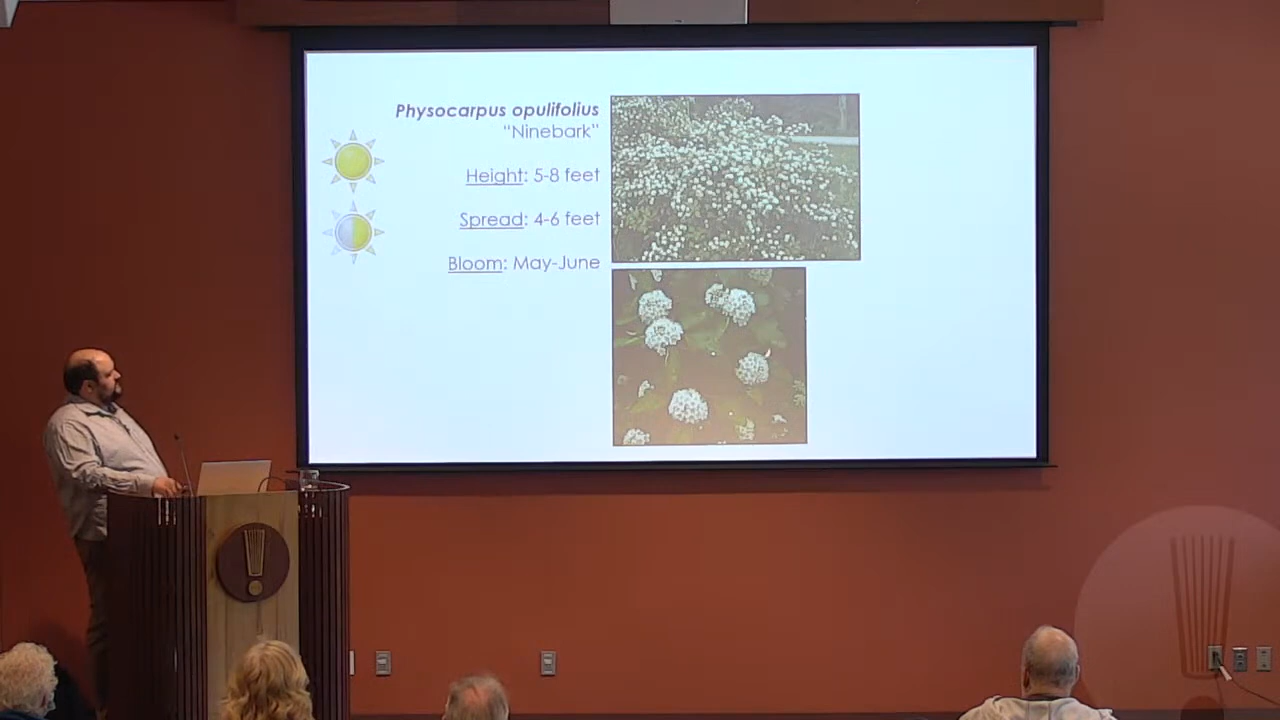 Physocarpus opulifolius
“Ninebark”
Height: 5-8 feet
Spread: 4-6 feet
Bloom: May-June